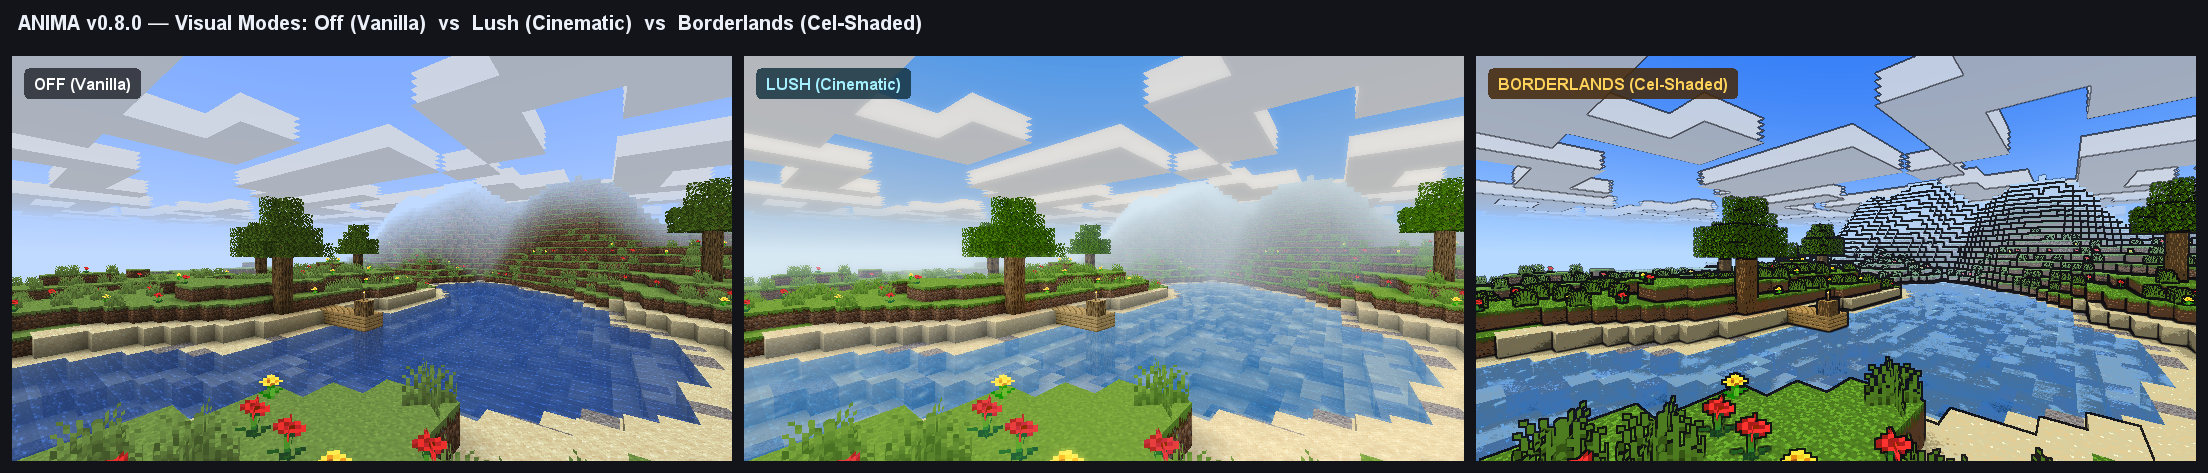 ANIMA v0.8.0 — Visual Modes: Off (Vanilla) vs Lush (Cinematic) vs Borderlands (Cel-Shaded)
OFF (Vanilla)
LUSH (Cinematic)
BORDERLANDS (Cel-Shaded)